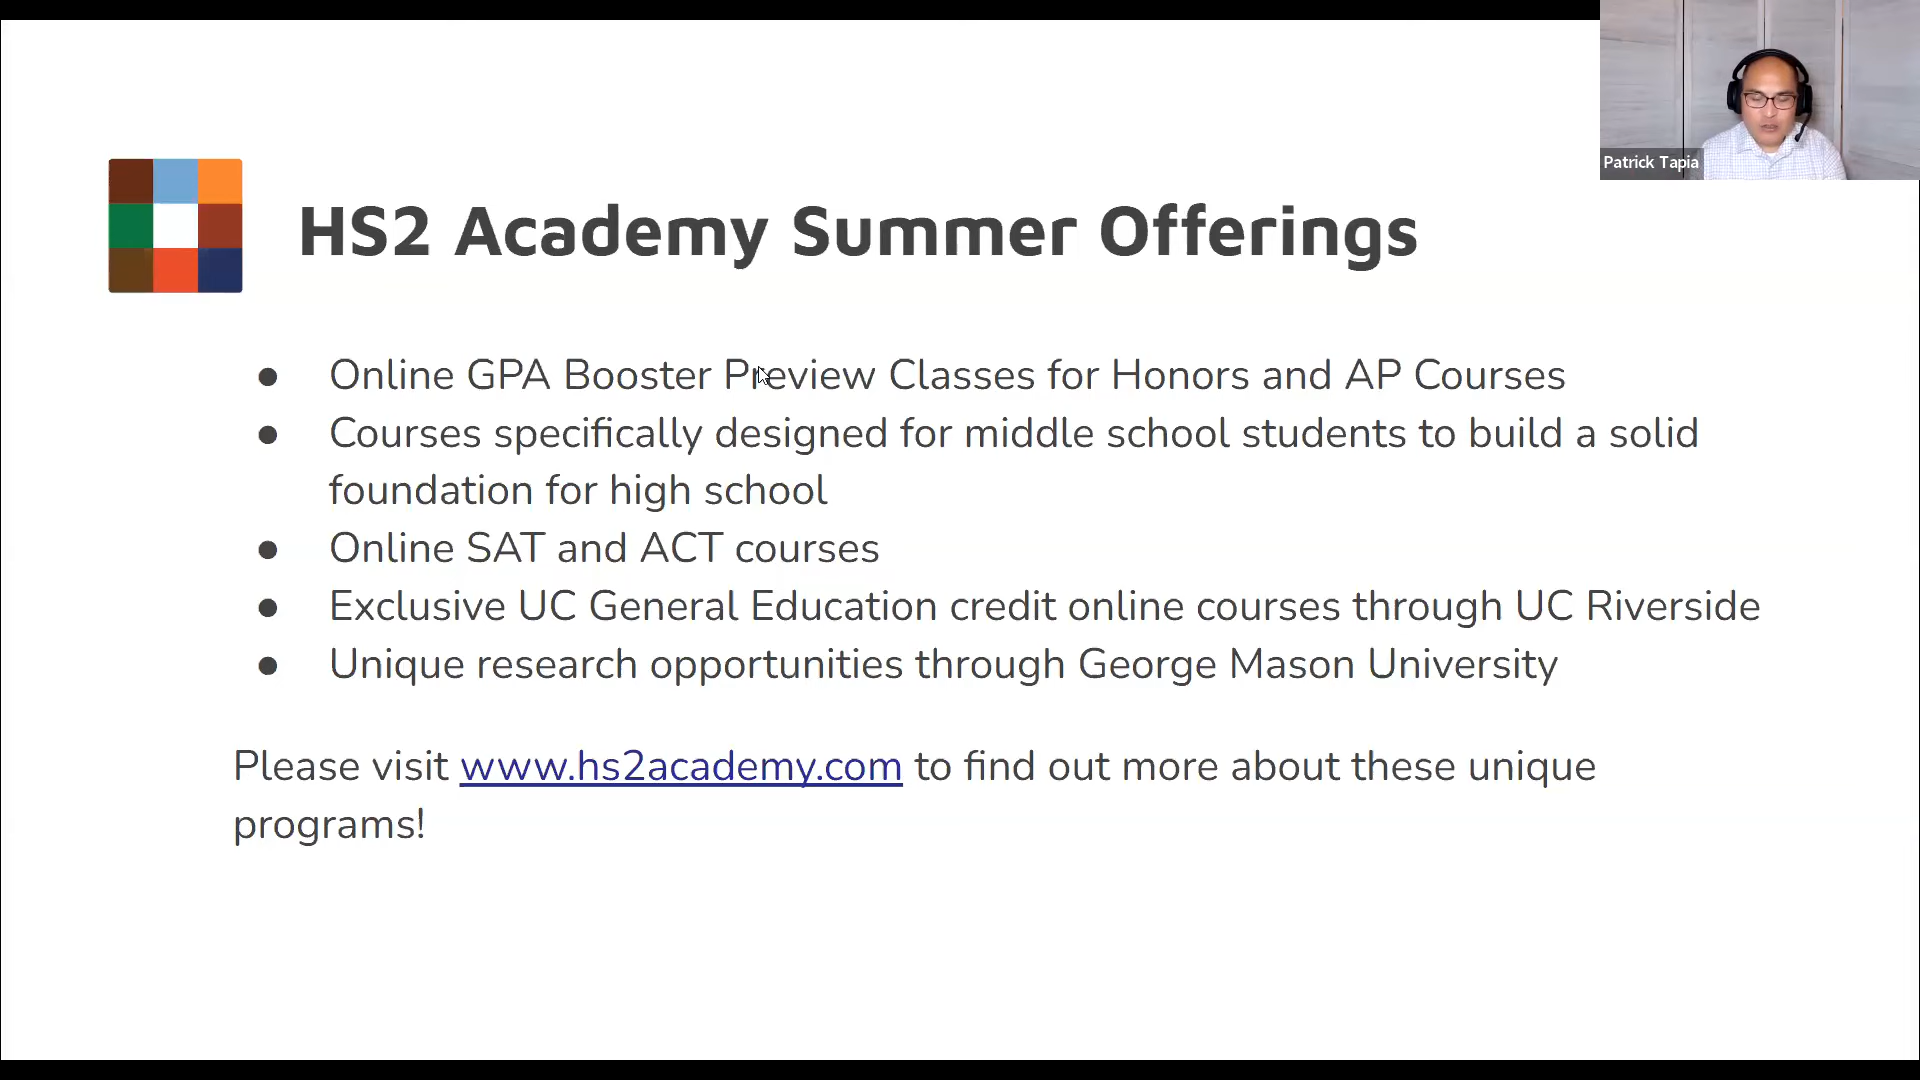 Patrick Tapia
HS2 Academy Summer Offerings
● Online GPA Booster Preview Classes for Honors and AP Courses
● Courses specifically designed for middle school students to build a solid
foundation for high school
● Online SAT and ACT courses
● Exclusive UC General Education credit online courses through UC Riverside
● Unique research opportunities through George Mason University
Please visit www.hs2academy.com to find out more about these unique
programs!